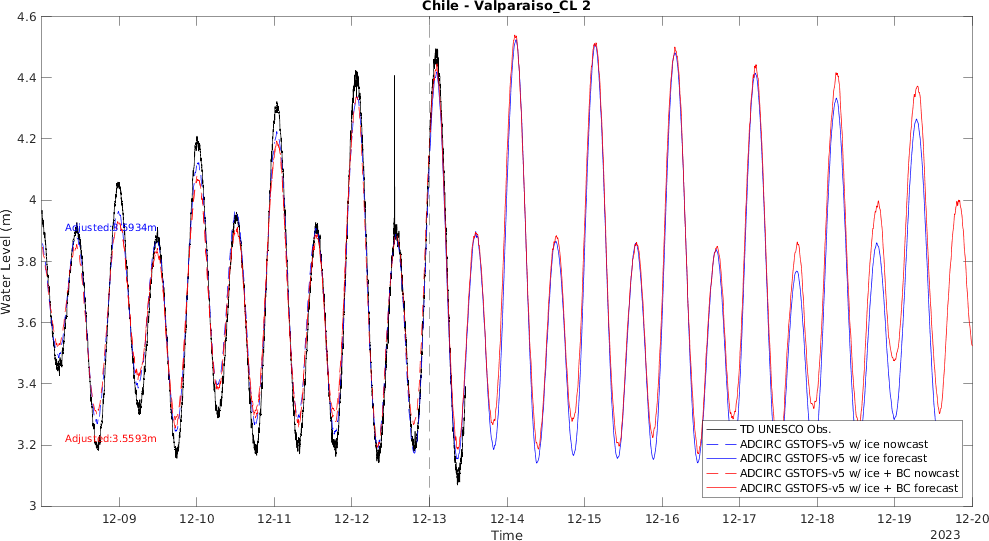 Chile - Valparaiso_CL 2
Water Level (m)
4.6
4.4
4.2
4
3.8
3.6
3.4
3.2
3
Adjusted:3.5934m
Adjusted:3.5593m
TD UNESCO Obs.
ADCIRC GSTOFS-v5 w/ ice nowcast
ADCIRC GSTOFS-v5 w/ ice forecast
ADCIRC GSTOFS-v5 w/ ice + BC nowcast
ADCIRC GSTOFS-v5 w/ ice + BC forecast
12-09 12-10 12-11 12-12 12-13 12-14 12-15 12-16 12-17 12-18 12-19 12-20
Time
2023